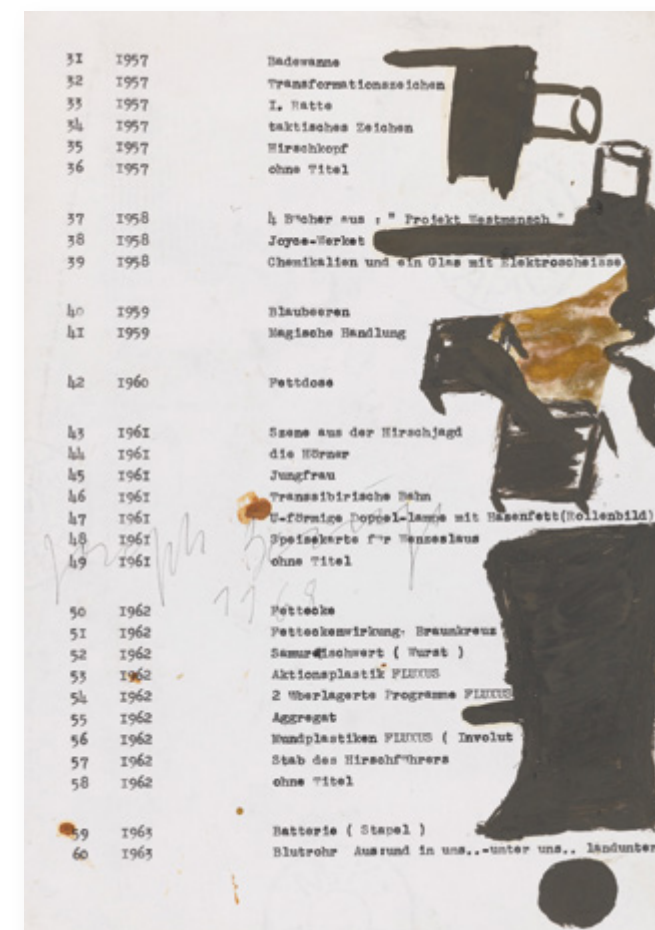 31 1957 Badewanne
32 1957 Transformationszeichen
33 1957 I. Ratte
34 1957 taktisches Zeichen
35 1957 Hirschkopf
36 1957 ohne Titel
37 1958 4 Bücher aus : " Projekt Westmensch "
38 1958 Joyce-Werket
39 1958 Chemikalien und ein Glas mit Elektroscheisse
40 1959 Blaubeeren
41 1959 Magische Handlung
42 1960 Fettdose
43 1961 Szene aus der Hirschjagd
44 1961 die Hörner
45 1961 Jungfrau
46 1961 Transsibirische Bahn
47 1961 U-förmige Doppel-lampe mit Hasenfett(Rollenbild)
48 1961 Speisekarte für Wenzeslaus
49 1961 ohne Titel
Joseph Beuys
1968
50 1962 Fettecke
51 1962 Fetteckenwirkung- Braunkreuz
52 1962 Samuraischwert ( Wurst )
53 1962 Aktionsplastik FLUXUS
54 1962 2 überlagerte Programme FLUXUS
55 1962 Aggregat
56 1962 Mundplastiken FLUXUS ( Involut
57 1962 Stab des Hirschführers
58 1962 ohne Titel
59 1963 Batterie ( Stapel )
60 1963 Blutrohr Aus:und in uns..-unter uns.. landunter